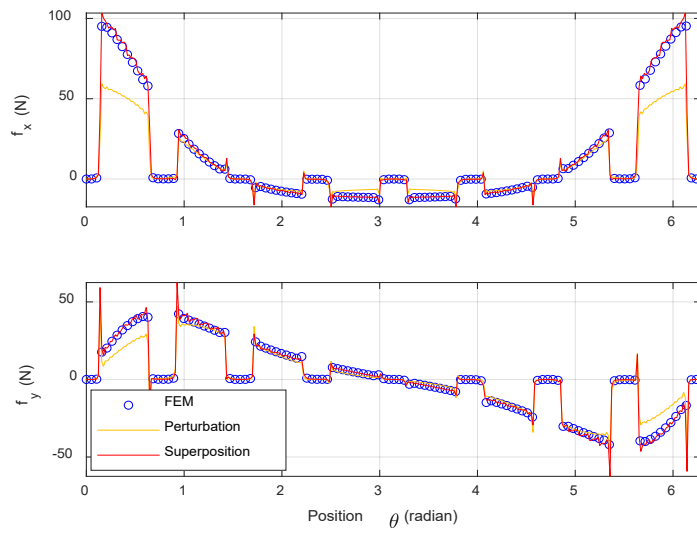 100
50
0
f_x (N)
0 1 2 3 4 5 6
50
0
-50
f_y (N)
FEM
Perturbation
Superposition
0 1 2 3 4 5 6
Position θ (radian)